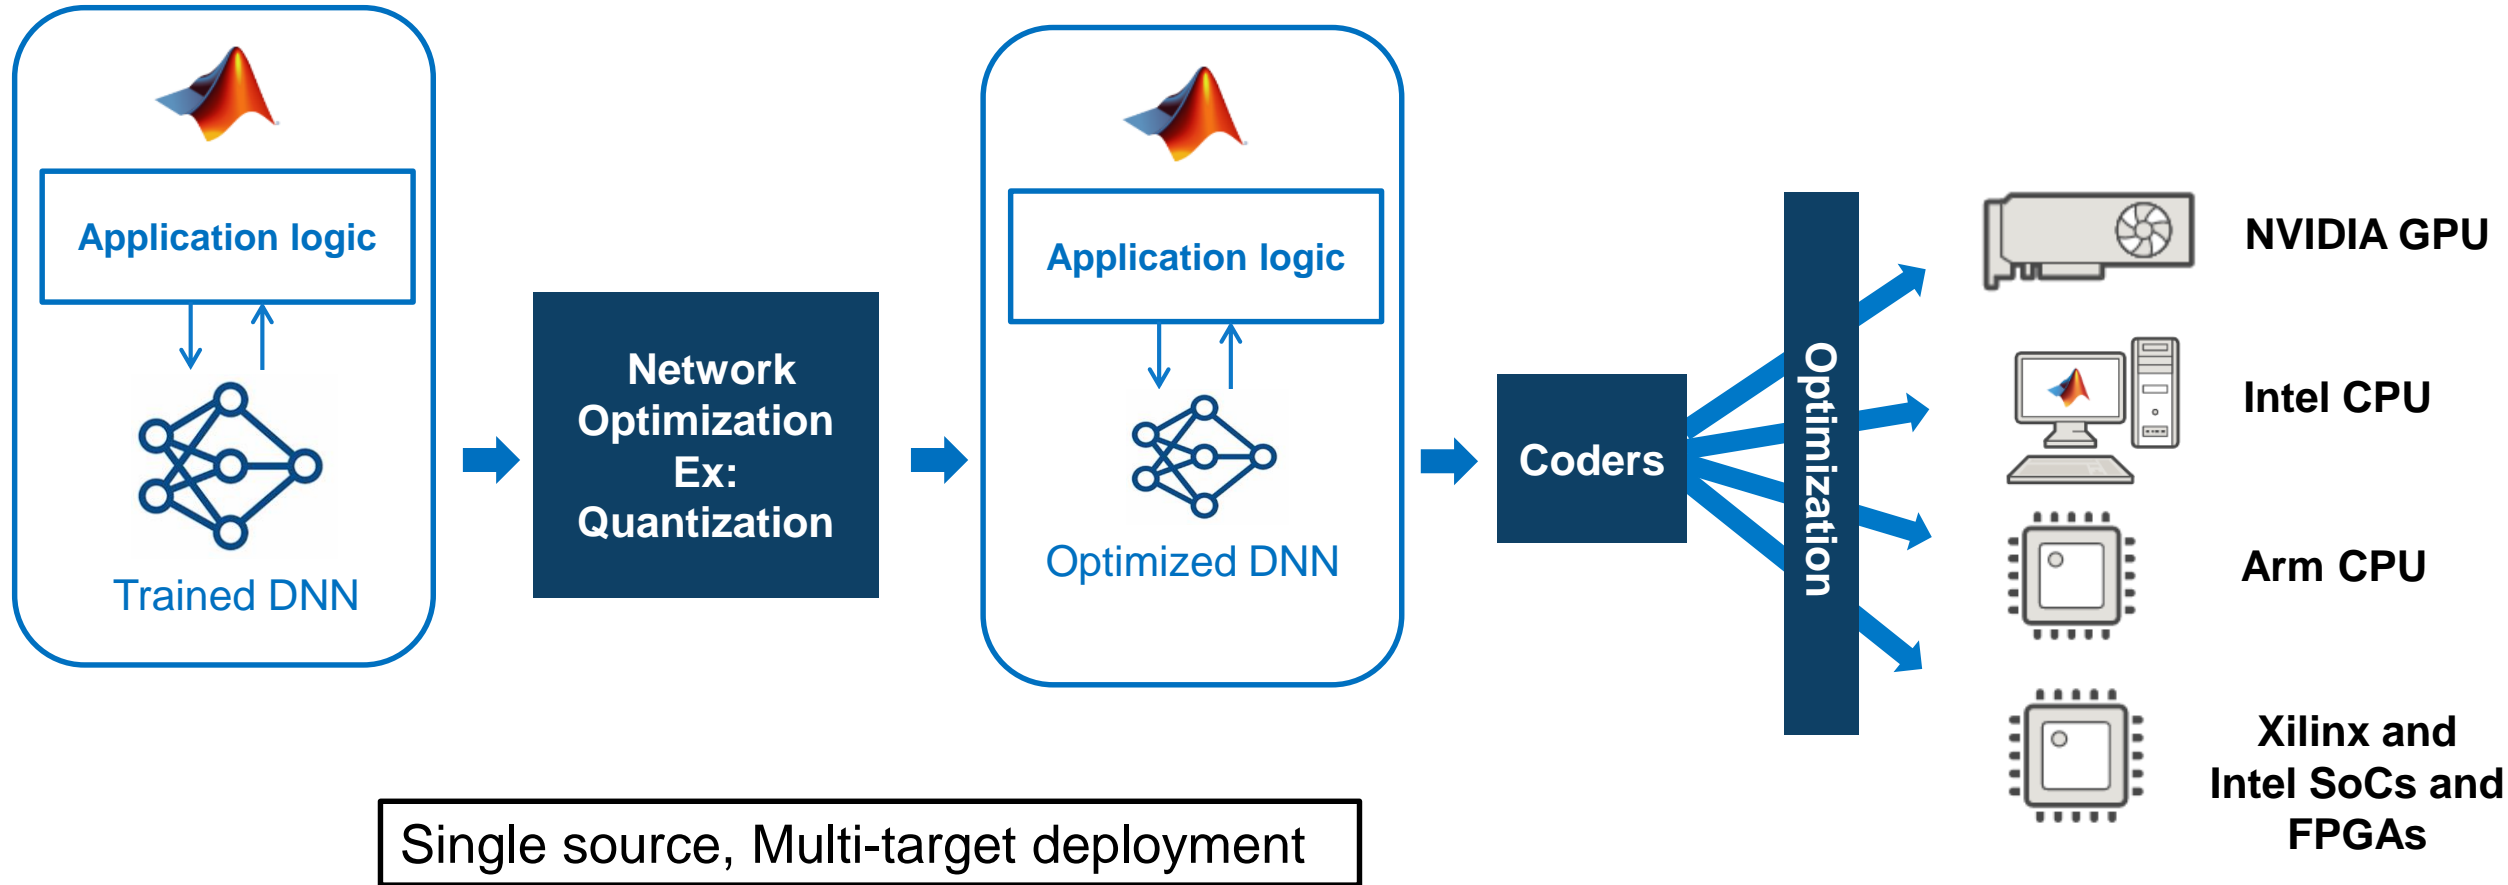 Application logic
Trained DNN
Network
Optimization
Ex:
Quantization
Application logic
Optimized DNN
Coders
Optimization
NVIDIA GPU
Intel CPU
Arm CPU
Xilinx and
Intel SoCs and
FPGAs
Single source, Multi-target deployment